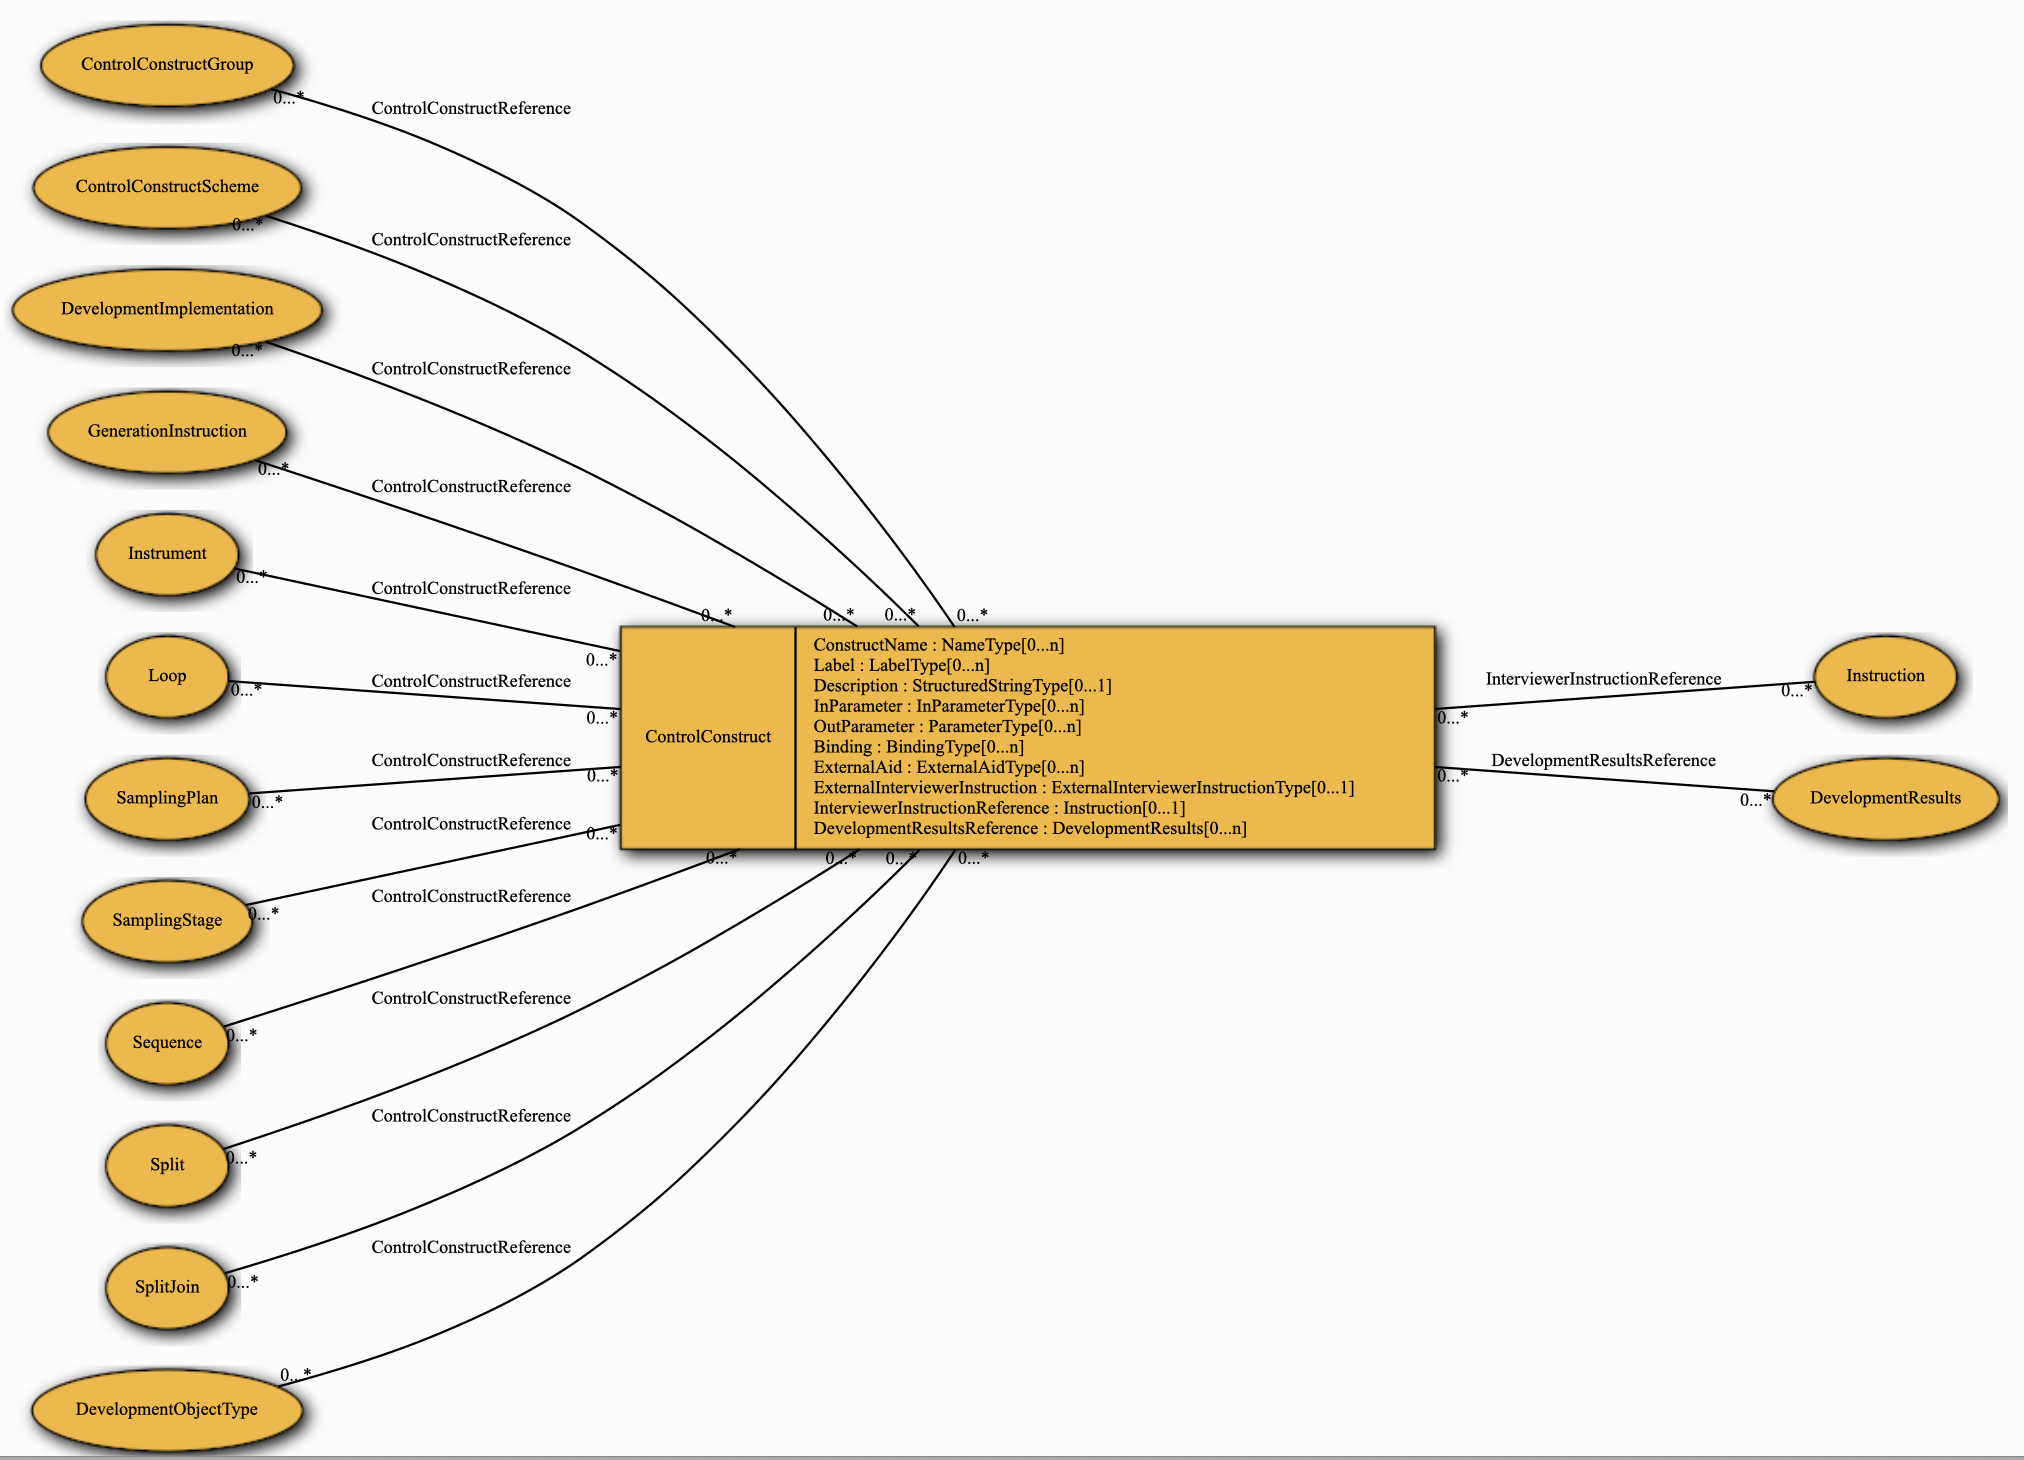 ControlConstructGroup
0...*
ControlConstructReference
ControlConstructScheme
0...*
ControlConstructReference
DevelopmentImplementation
0...*
ControlConstructReference
GenerationInstruction
0...*
ControlConstructReference
Instrument
0...*
ControlConstructReference
0...*
0...*
0...*
0...*
0...*
Loop
0...*
ControlConstructReference
0...*
SamplingPlan
0...*
ControlConstructReference
0...*
SamplingStage
0...*
ControlConstructReference
0...*
ControlConstruct
ConstructName : NameType[0...n]
Label : LabelType[0...n]
Description : StructuredStringType[0...1]
InParameter : InParameterType[0...n]
OutParameter : ParameterType[0...n]
Binding : BindingType[0...n]
ExternalAid : ExternalAidType[0...n]
ExternalInterviewerInstruction : ExternalInterviewerInstructionType[0...1]
InterviewerInstructionReference : Instruction[0...1]
DevelopmentResultsReference : DevelopmentResults[0...n]
InterviewerInstructionReference
0...*
0...*
Instruction
DevelopmentResultsReference
0...*
0...*
DevelopmentResults
0...*
0...*
0...*
0...*
ControlConstructReference
Sequence
0...*
ControlConstructReference
Split
0...*
ControlConstructReference
SplitJoin
0...*
ControlConstructReference
DevelopmentObjectType
0...*